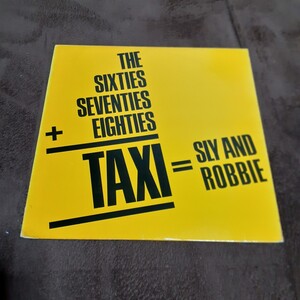 THE
SIXTIES
SEVENTIES
+ EIGHTIES
TAXI = SLY AND
ROBBIE